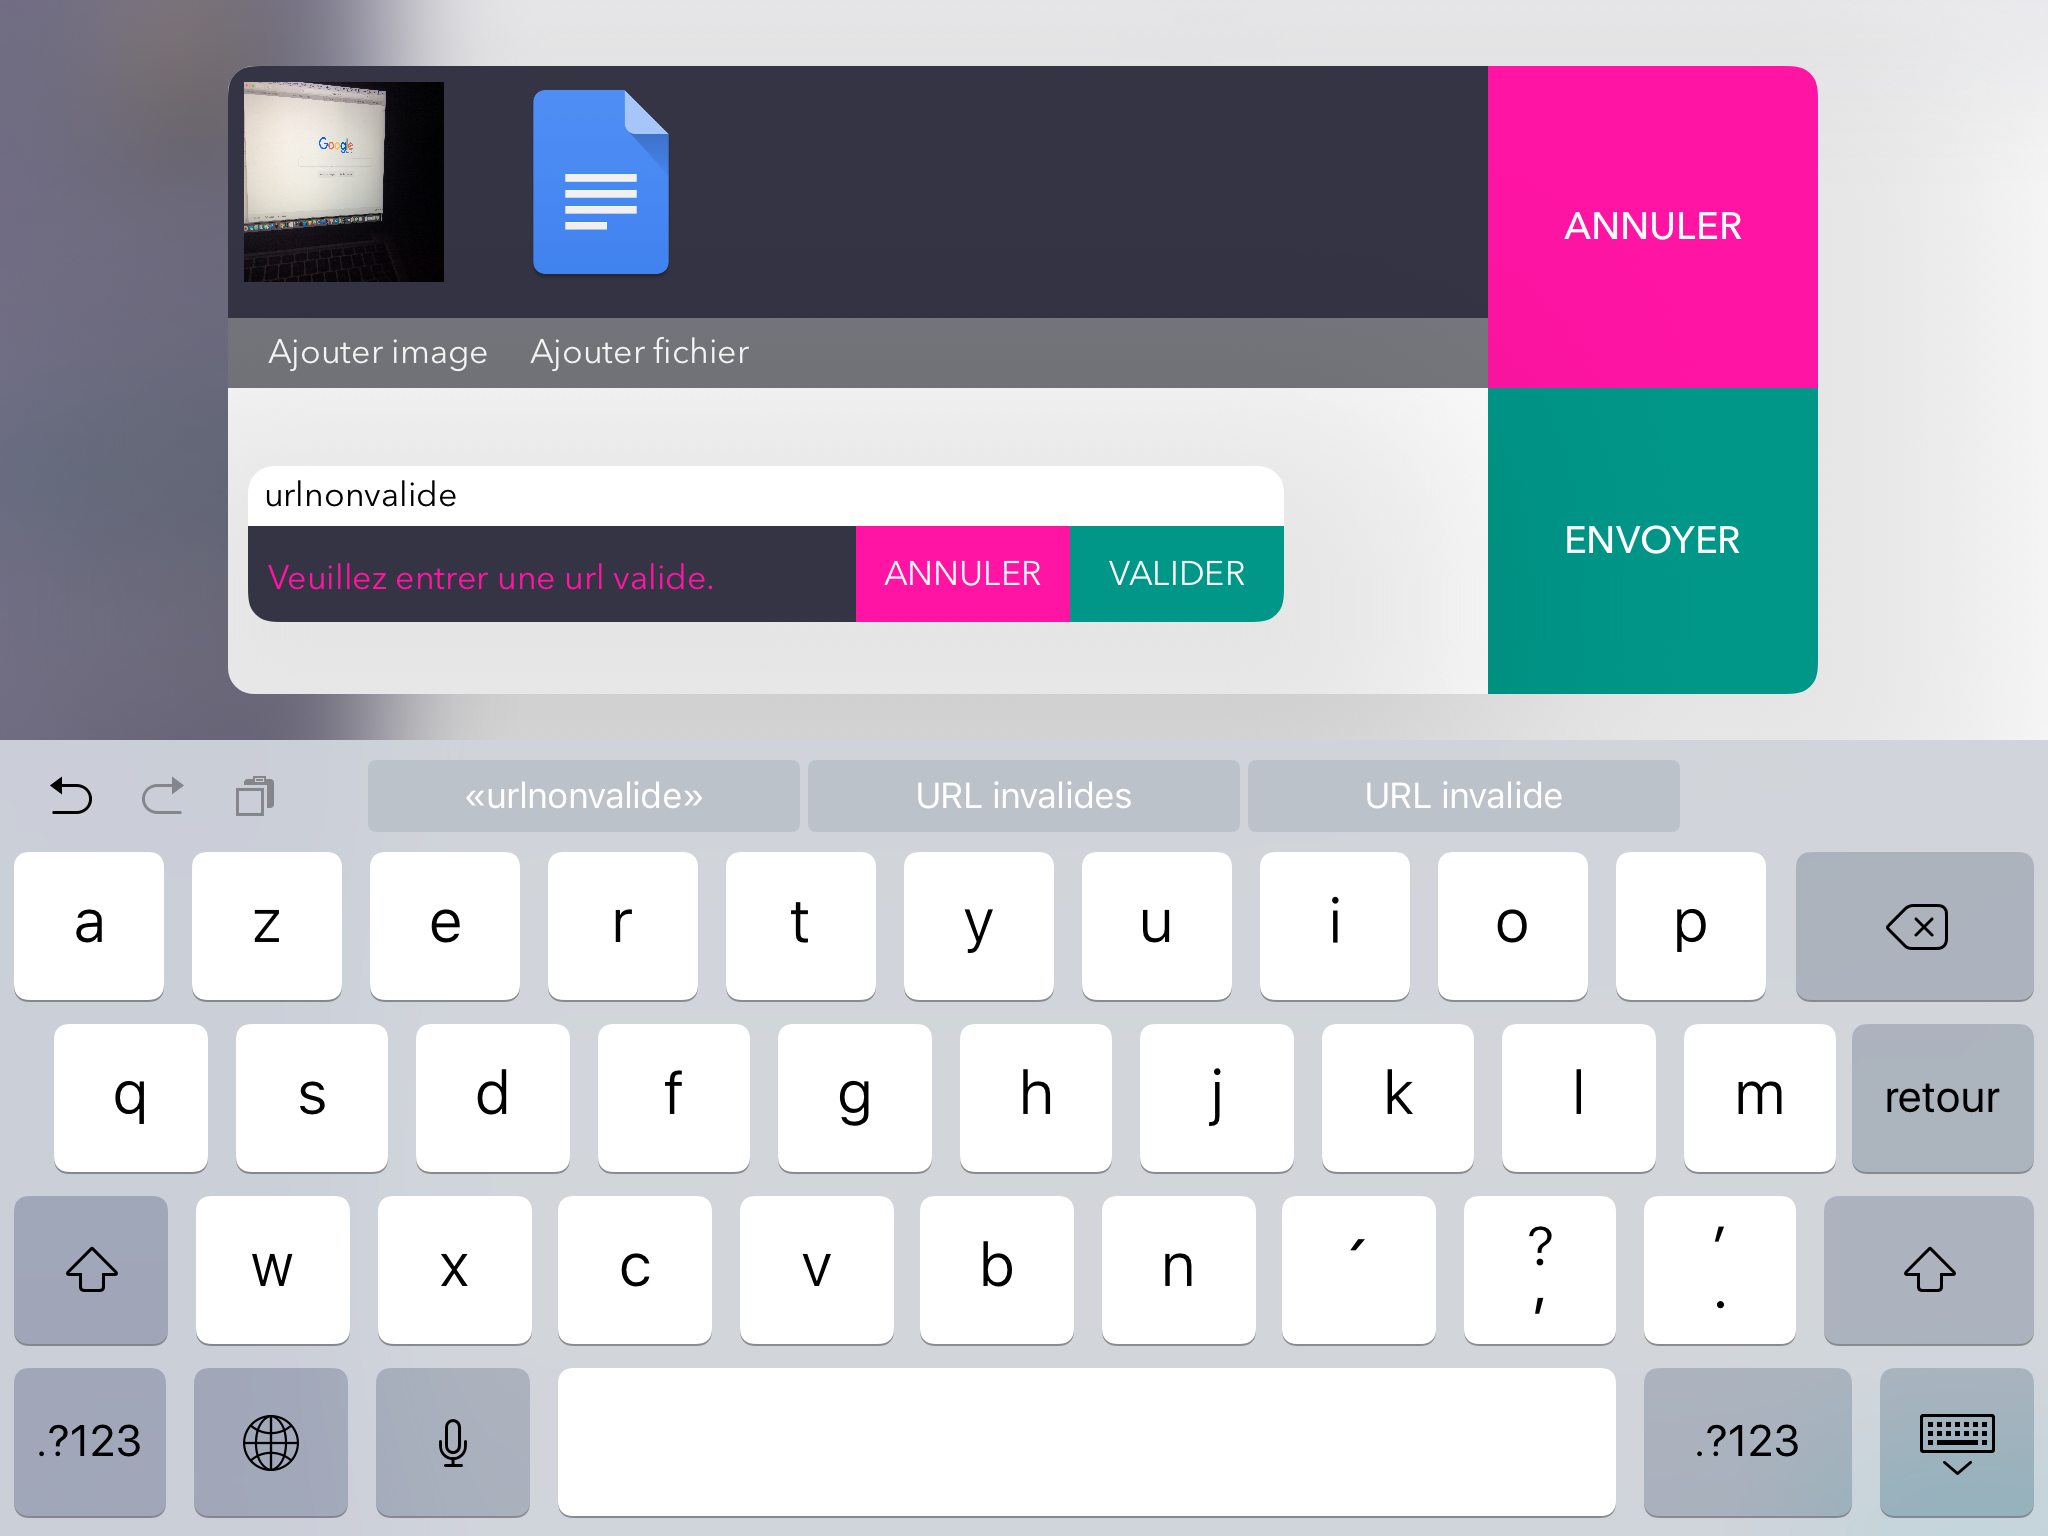 Google
ANNULER
Ajouter image Ajouter fichier
urlnonvalide
Veuillez entrer une url valide.
ANNULER
VALIDER
ENVOYER
«urlnonvalide» URL invalides URL invalide
a z e r t y u i o p
q s d f g h j k l m retour
w x c v b n ´ ? , ' .
.?123 .?123